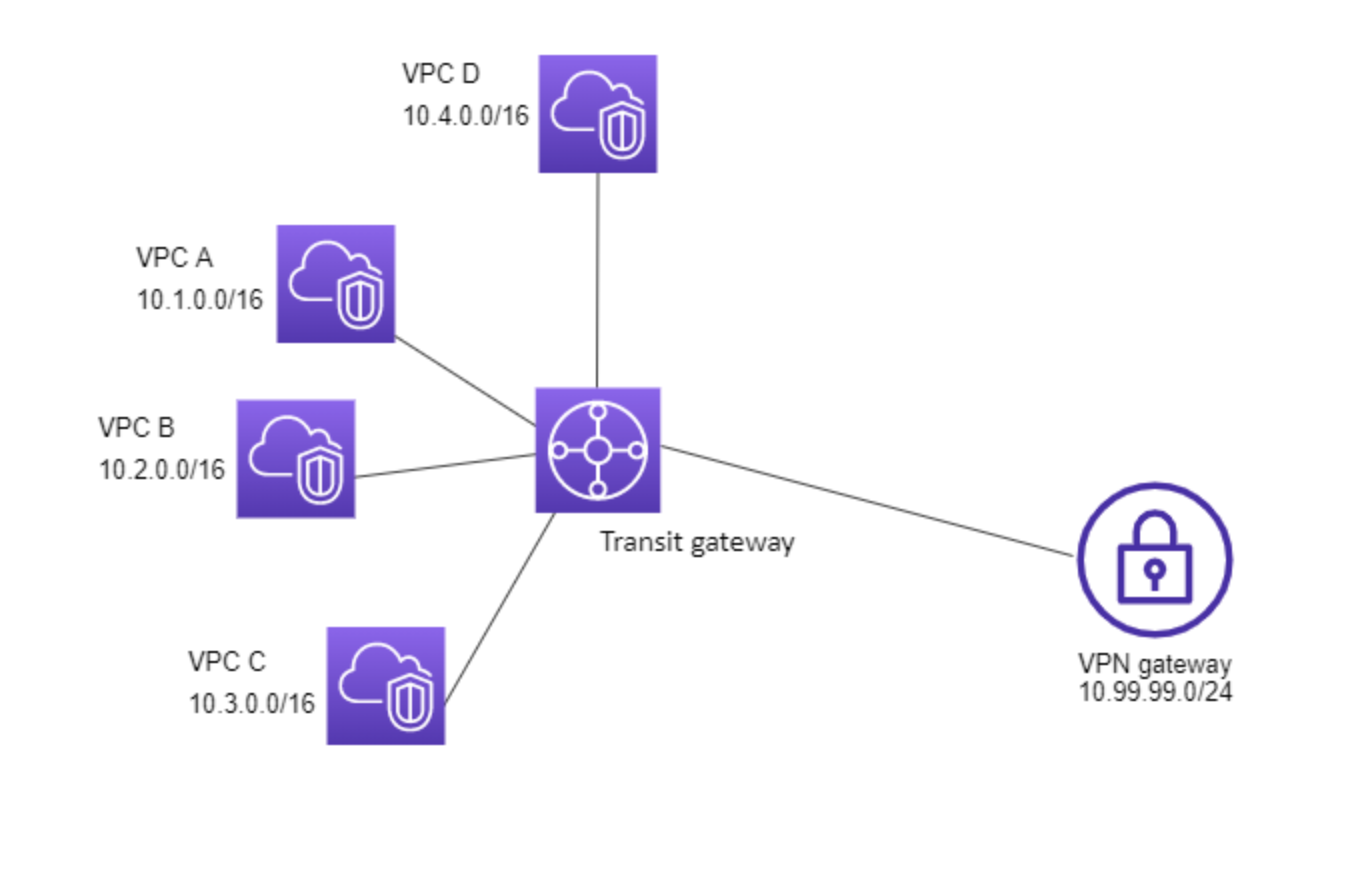 VPC D
10.4.0.0/16
VPC A
10.1.0.0/16
VPC B
10.2.0.0/16
Transit gateway
VPC C
10.3.0.0/16
VPN gateway
10.99.99.0/24